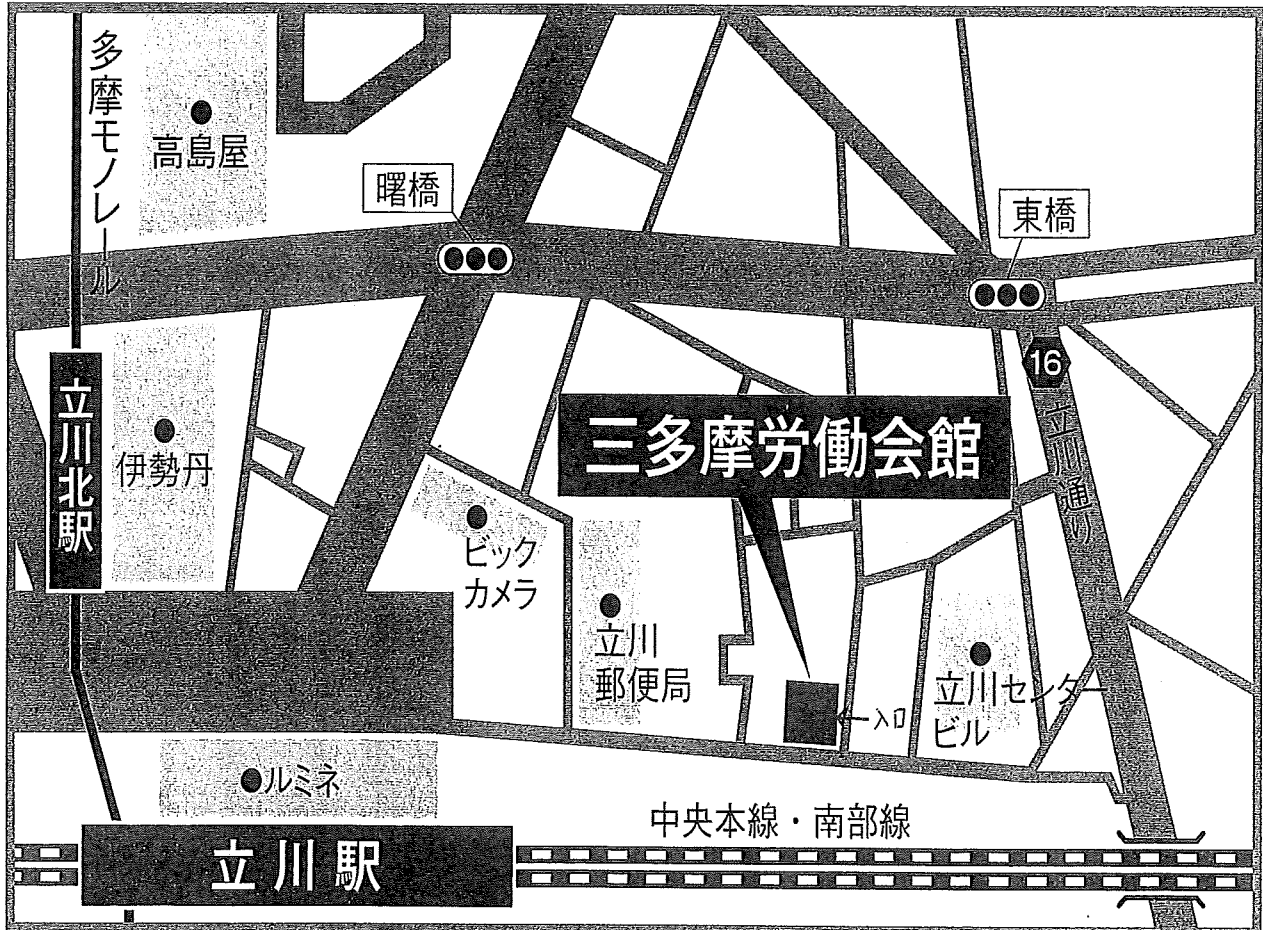 多摩モノレール
高島屋
曙橋
東橋
16
立川通り
立川北駅
伊勢丹
三多摩労働会館
ビック
カメラ
立川
郵便局
入口
立川センター
ビル
ルミネ
中央本線・南部線
立川駅